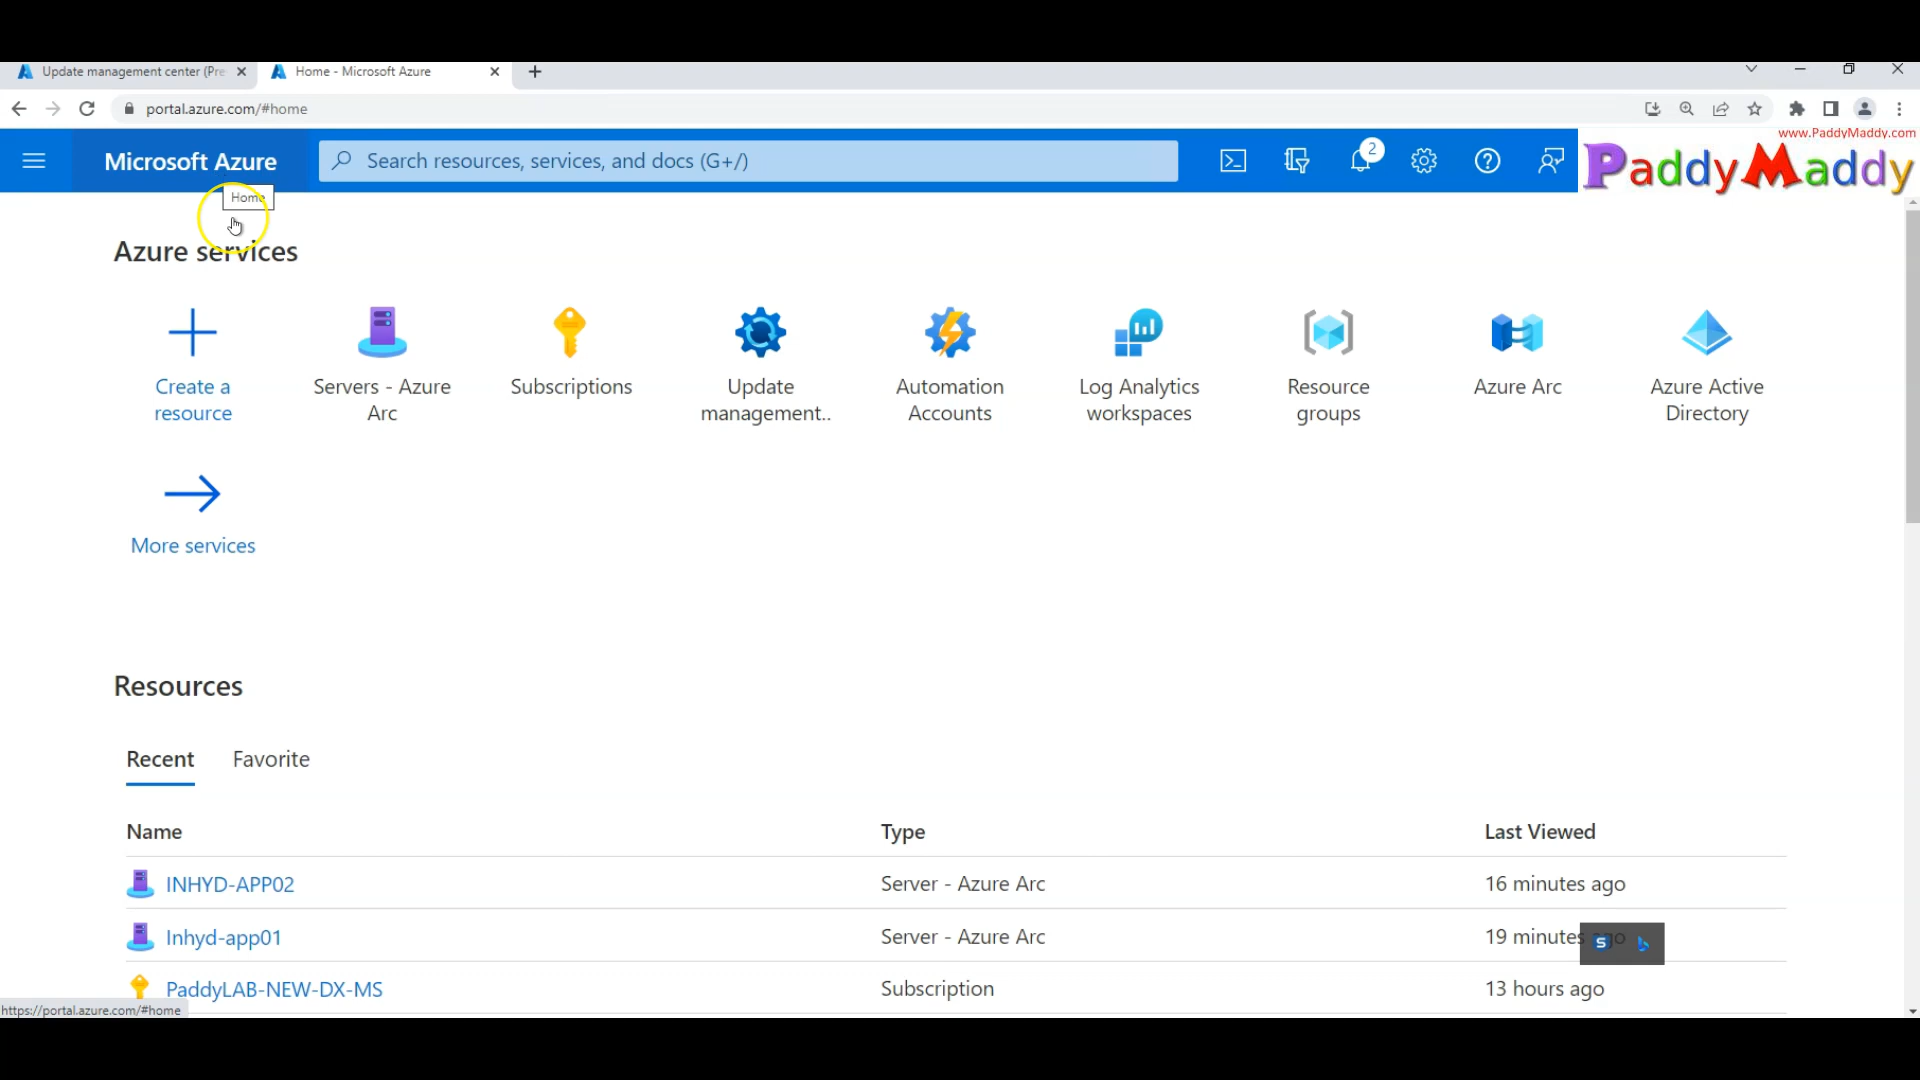 Update management center (Pre
Home - Microsoft Azure
portal.azure.com/#home
www.PaddyMaddy.com
Microsoft Azure
Search resources, services, and docs (G+/)
2
PaddyMaddy
Home
Azure services
Create a
resource
Servers - Azure
Arc
Subscriptions
Update
management..
Automation
Accounts
Log Analytics
workspaces
Resource
groups
Azure Arc
Azure Active
Directory
More services
Resources
Recent
Favorite
Name
Type
Last Viewed
INHYD-APP02
Server - Azure Arc
16 minutes ago
Inhyd-app01
Server - Azure Arc
19 minutes ago
PaddyLAB-NEW-DX-MS
Subscription
13 hours ago
https://portal.azure.com/#home